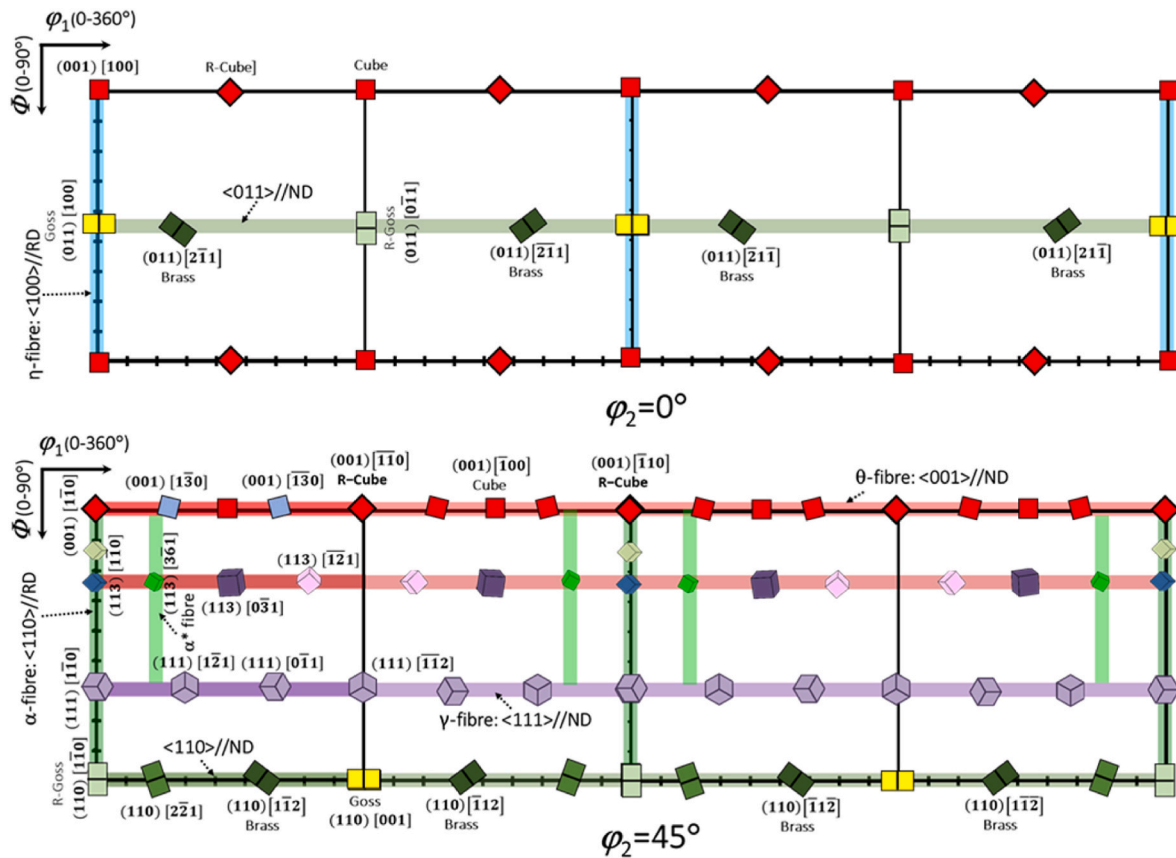 φ₁(0-360°)
Φ(0-90°)
(001) [100]
R-Cube]
Cube
<011>//ND
Goss
(011) [100]
R-Goss
(011) [01̅1]
(011)[21̅1]
Brass
(011) [2̅1̅1]
Brass
(011) [2̅11̅]
Brass
(011) [211̅]
Brass
η-fibre: <100>//RD
φ₂=0°
φ₁(0-360°)
Φ(0-90°)
(001) [11̅0]
(001) [13̅0]
(001) [1̅3̅0]
(001) [1̅1̅0]
R-Cube
(001)[1̅00]
Cube
(001) [1̅10]
R-Cube
θ-fibre: <001>//ND
(113) [11̅0]
(113) [3̅61]
(113) [1̅2̅1]
(113) [03̅1]
α* fibre
α-fibre: <110>//RD
(111) [11̅0]
(111) [12̅1]
(111) [01̅1]
(111) [1̅1̅2]
γ-fibre: <111>//ND
<110>//ND
R-Goss
(110) [11̅0]
(110) [22̅1]
(110)[11̅2]
Brass
Goss
(110) [001]
(110)[1̅12]
Brass
(110)[1̅12̅]
Brass
(110)[11̅2̅]
Brass
φ₂=45°